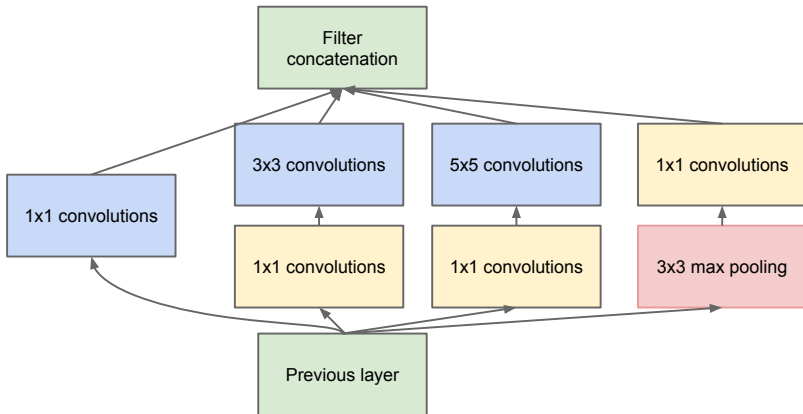 Filter
concatenation
3x3 convolutions
5x5 convolutions
1x1 convolutions
1x1 convolutions
1x1 convolutions
1x1 convolutions
3x3 max pooling
Previous layer